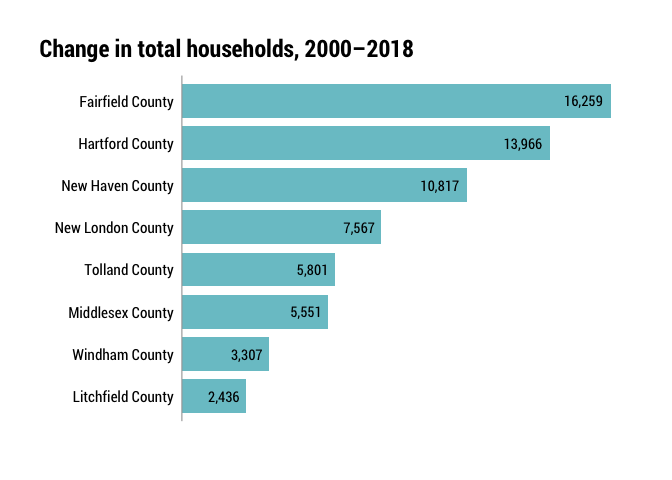 Change in total households, 2000–2018
Fairfield County 16,259
Hartford County 13,966
New Haven County 10,817
New London County 7,567
Tolland County 5,801
Middlesex County 5,551
Windham County 3,307
Litchfield County 2,436